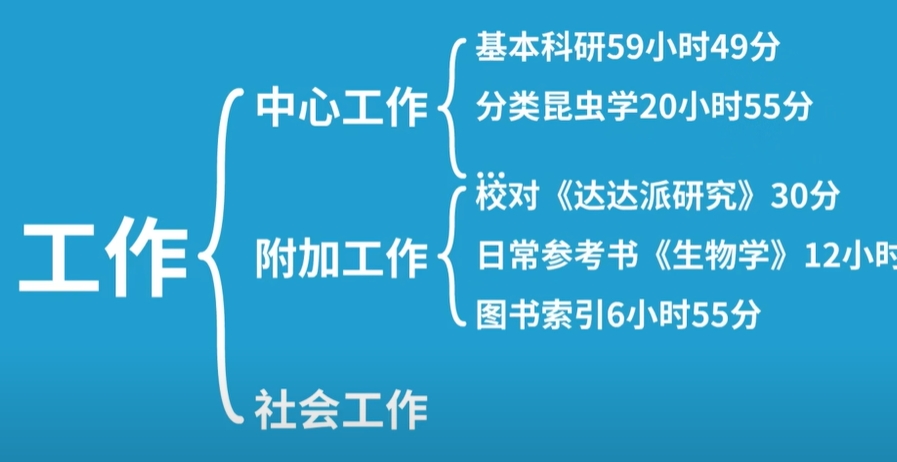 工作
中心工作
基本科研59小时49分
分类昆虫学20小时55分
...
附加工作
校对《达达派研究》30分
日常参考书《生物学》12小时
图书索引6小时55分
社会工作